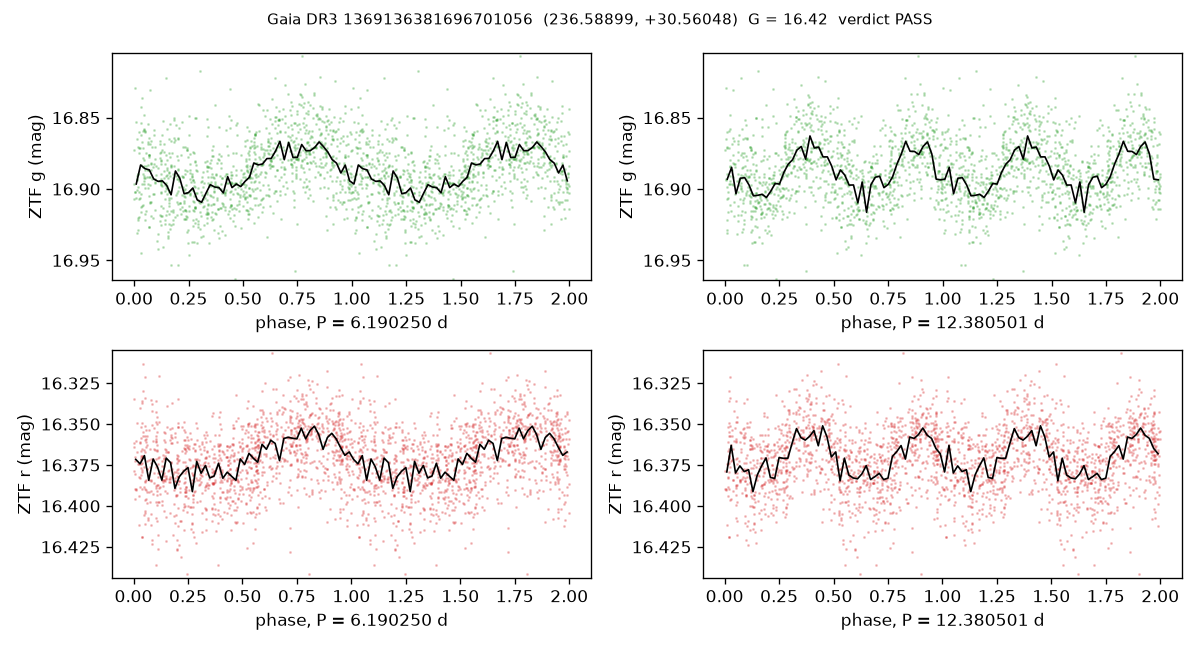 Gaia DR3 1369136381696701056 (236.58899, +30.56048) G = 16.42 verdict PASS
ZTF g (mag)
16.85
16.90
16.95
0.00 0.25 0.50 0.75 1.00 1.25 1.50 1.75 2.00
phase, P = 6.190250 d
ZTF g (mag)
16.85
16.90
16.95
0.00 0.25 0.50 0.75 1.00 1.25 1.50 1.75 2.00
phase, P = 12.380501 d
ZTF r (mag)
16.325
16.350
16.375
16.400
16.425
0.00 0.25 0.50 0.75 1.00 1.25 1.50 1.75 2.00
phase, P = 6.190250 d
ZTF r (mag)
16.325
16.350
16.375
16.400
16.425
0.00 0.25 0.50 0.75 1.00 1.25 1.50 1.75 2.00
phase, P = 12.380501 d